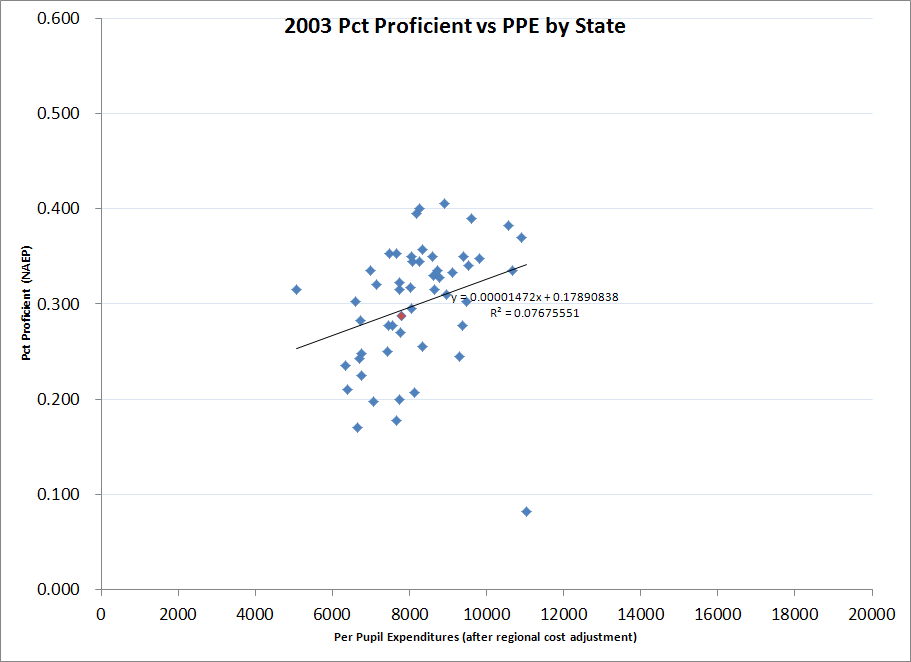 2003 Pct Proficient vs PPE by State
0.600
0.500
0.400
0.300
0.200
0.100
0.000
Pct Proficient (NAEP)
y = 0.00001472x + 0.17890838
R² = 0.07675551
0 2000 4000 6000 8000 10000 12000 14000 16000 18000 20000
Per Pupil Expenditures (after regional cost adjustment)